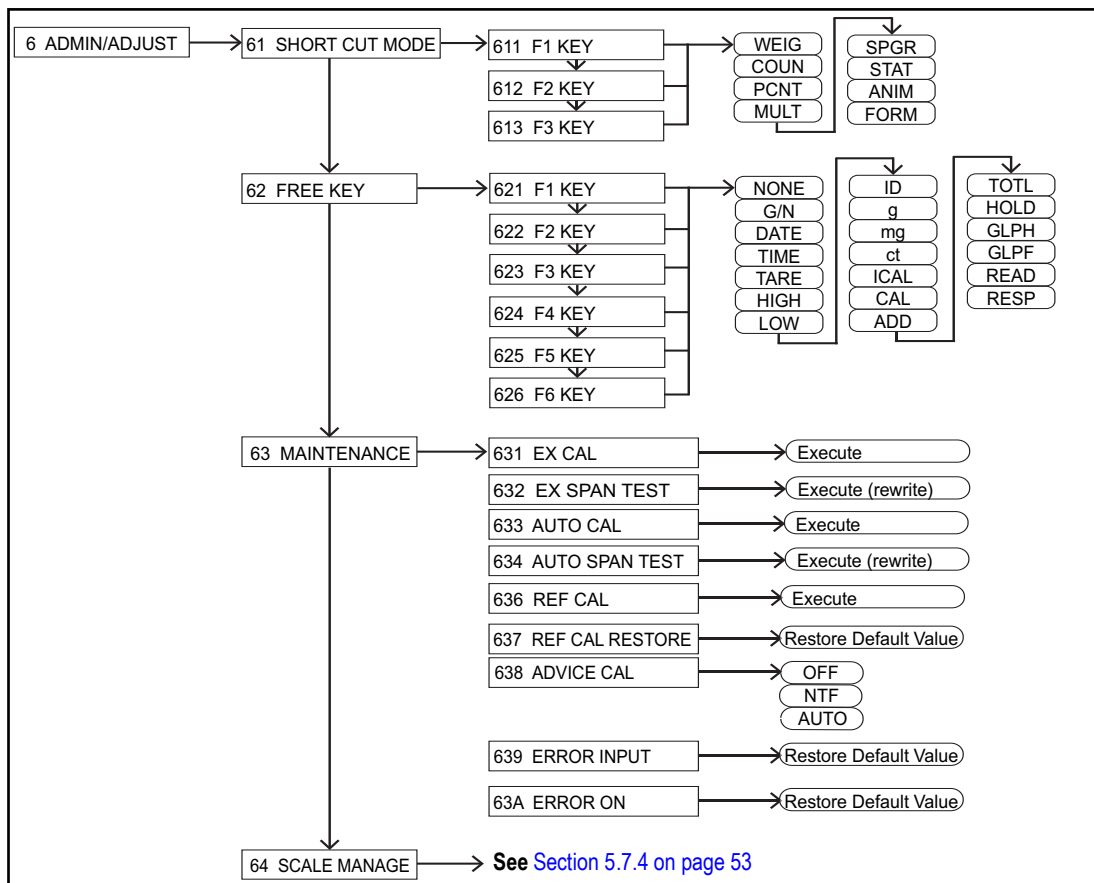 6 ADMIN/ADJUST
61 SHORT CUT MODE
611 F1 KEY
612 F2 KEY
613 F3 KEY
WEIG
COUN
PCNT
MULT
SPGR
STAT
ANIM
FORM
62 FREE KEY
621 F1 KEY
622 F2 KEY
623 F3 KEY
624 F4 KEY
625 F5 KEY
626 F6 KEY
NONE
G/N
DATE
TIME
TARE
HIGH
LOW
ID
g
mg
ct
ICAL
CAL
ADD
TOTL
HOLD
GLPH
GLPF
READ
RESP
63 MAINTENANCE
631 EX CAL
Execute
632 EX SPAN TEST
Execute (rewrite)
633 AUTO CAL
Execute
634 AUTO SPAN TEST
Execute (rewrite)
636 REF CAL
Execute
637 REF CAL RESTORE
Restore Default Value
638 ADVICE CAL
OFF
NTF
AUTO
639 ERROR INPUT
Restore Default Value
63A ERROR ON
Restore Default Value
64 SCALE MANAGE
See Section 5.7.4 on page 53